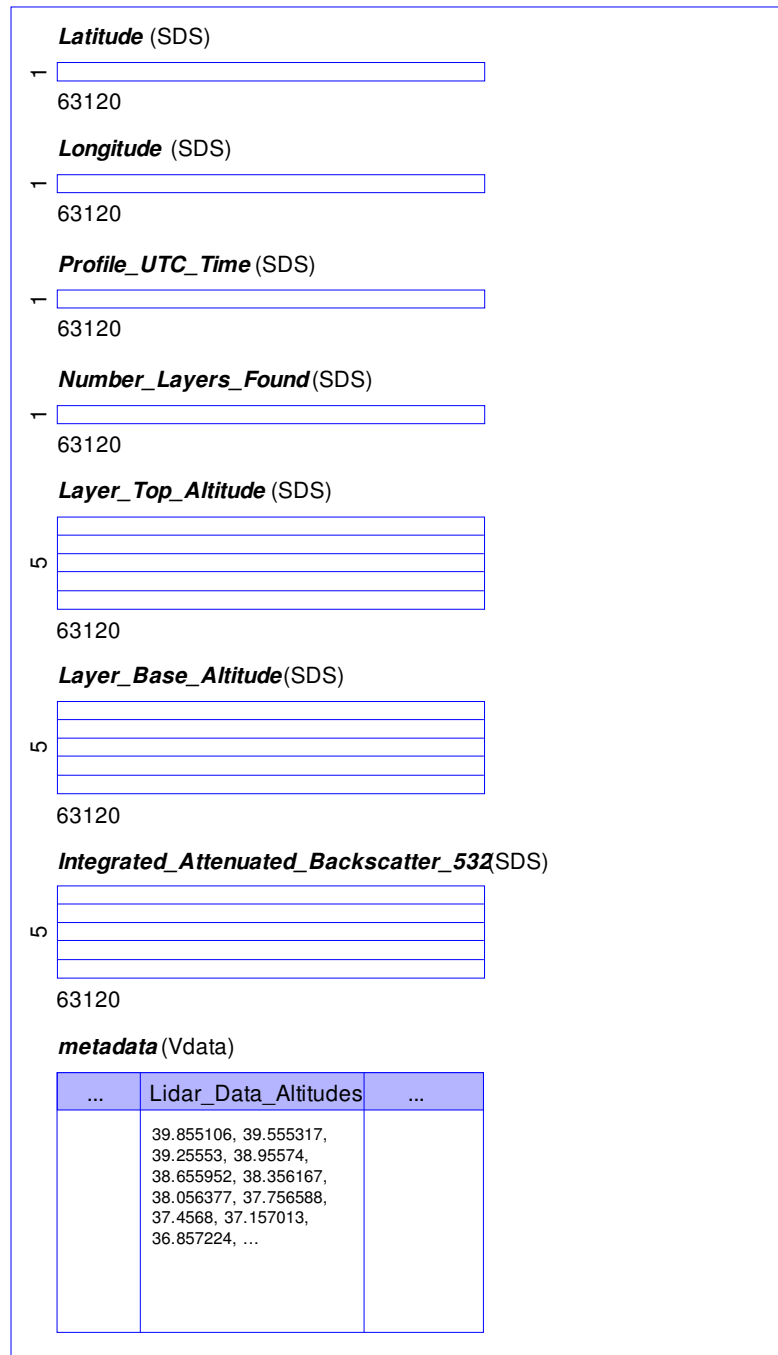 Latitude (SDS)
1
63120
Longitude (SDS)
1
63120
Profile_UTC_Time (SDS)
1
63120
Number_Layers_Found (SDS)
1
63120
Layer_Top_Altitude (SDS)
5
63120
Layer_Base_Altitude (SDS)
5
63120
Integrated_Attenuated_Backscatter_532 (SDS)
5
63120
metadata (Vdata)
... Lidar_Data_Altitudes ...
39.855106, 39.555317,
39.25553, 38.95574,
38.655952, 38.356167,
38.056377, 37.756588,
37.4568, 37.157013,
36.857224, ...